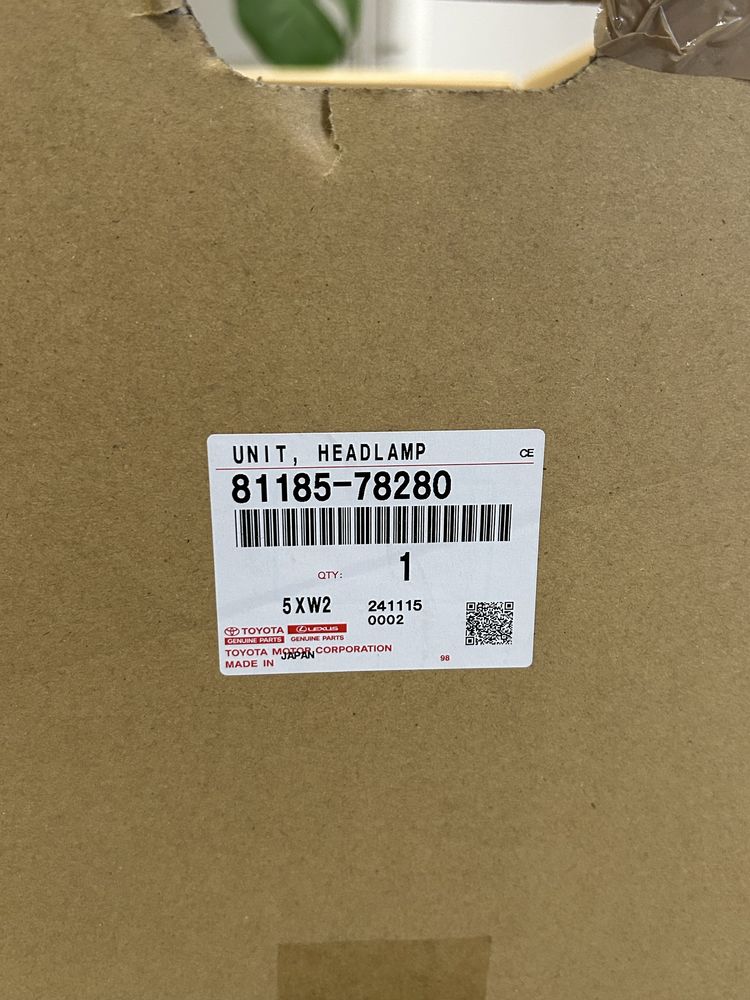 UNIT, HEADLAMP CE
81185-78280
QTY: 1
5XW2 241115
0002
TOYOTA LEXUS
GENUINE PARTS GENUINE PARTS
TOYOTA MOTOR CORPORATION
MADE IN JAPAN 98